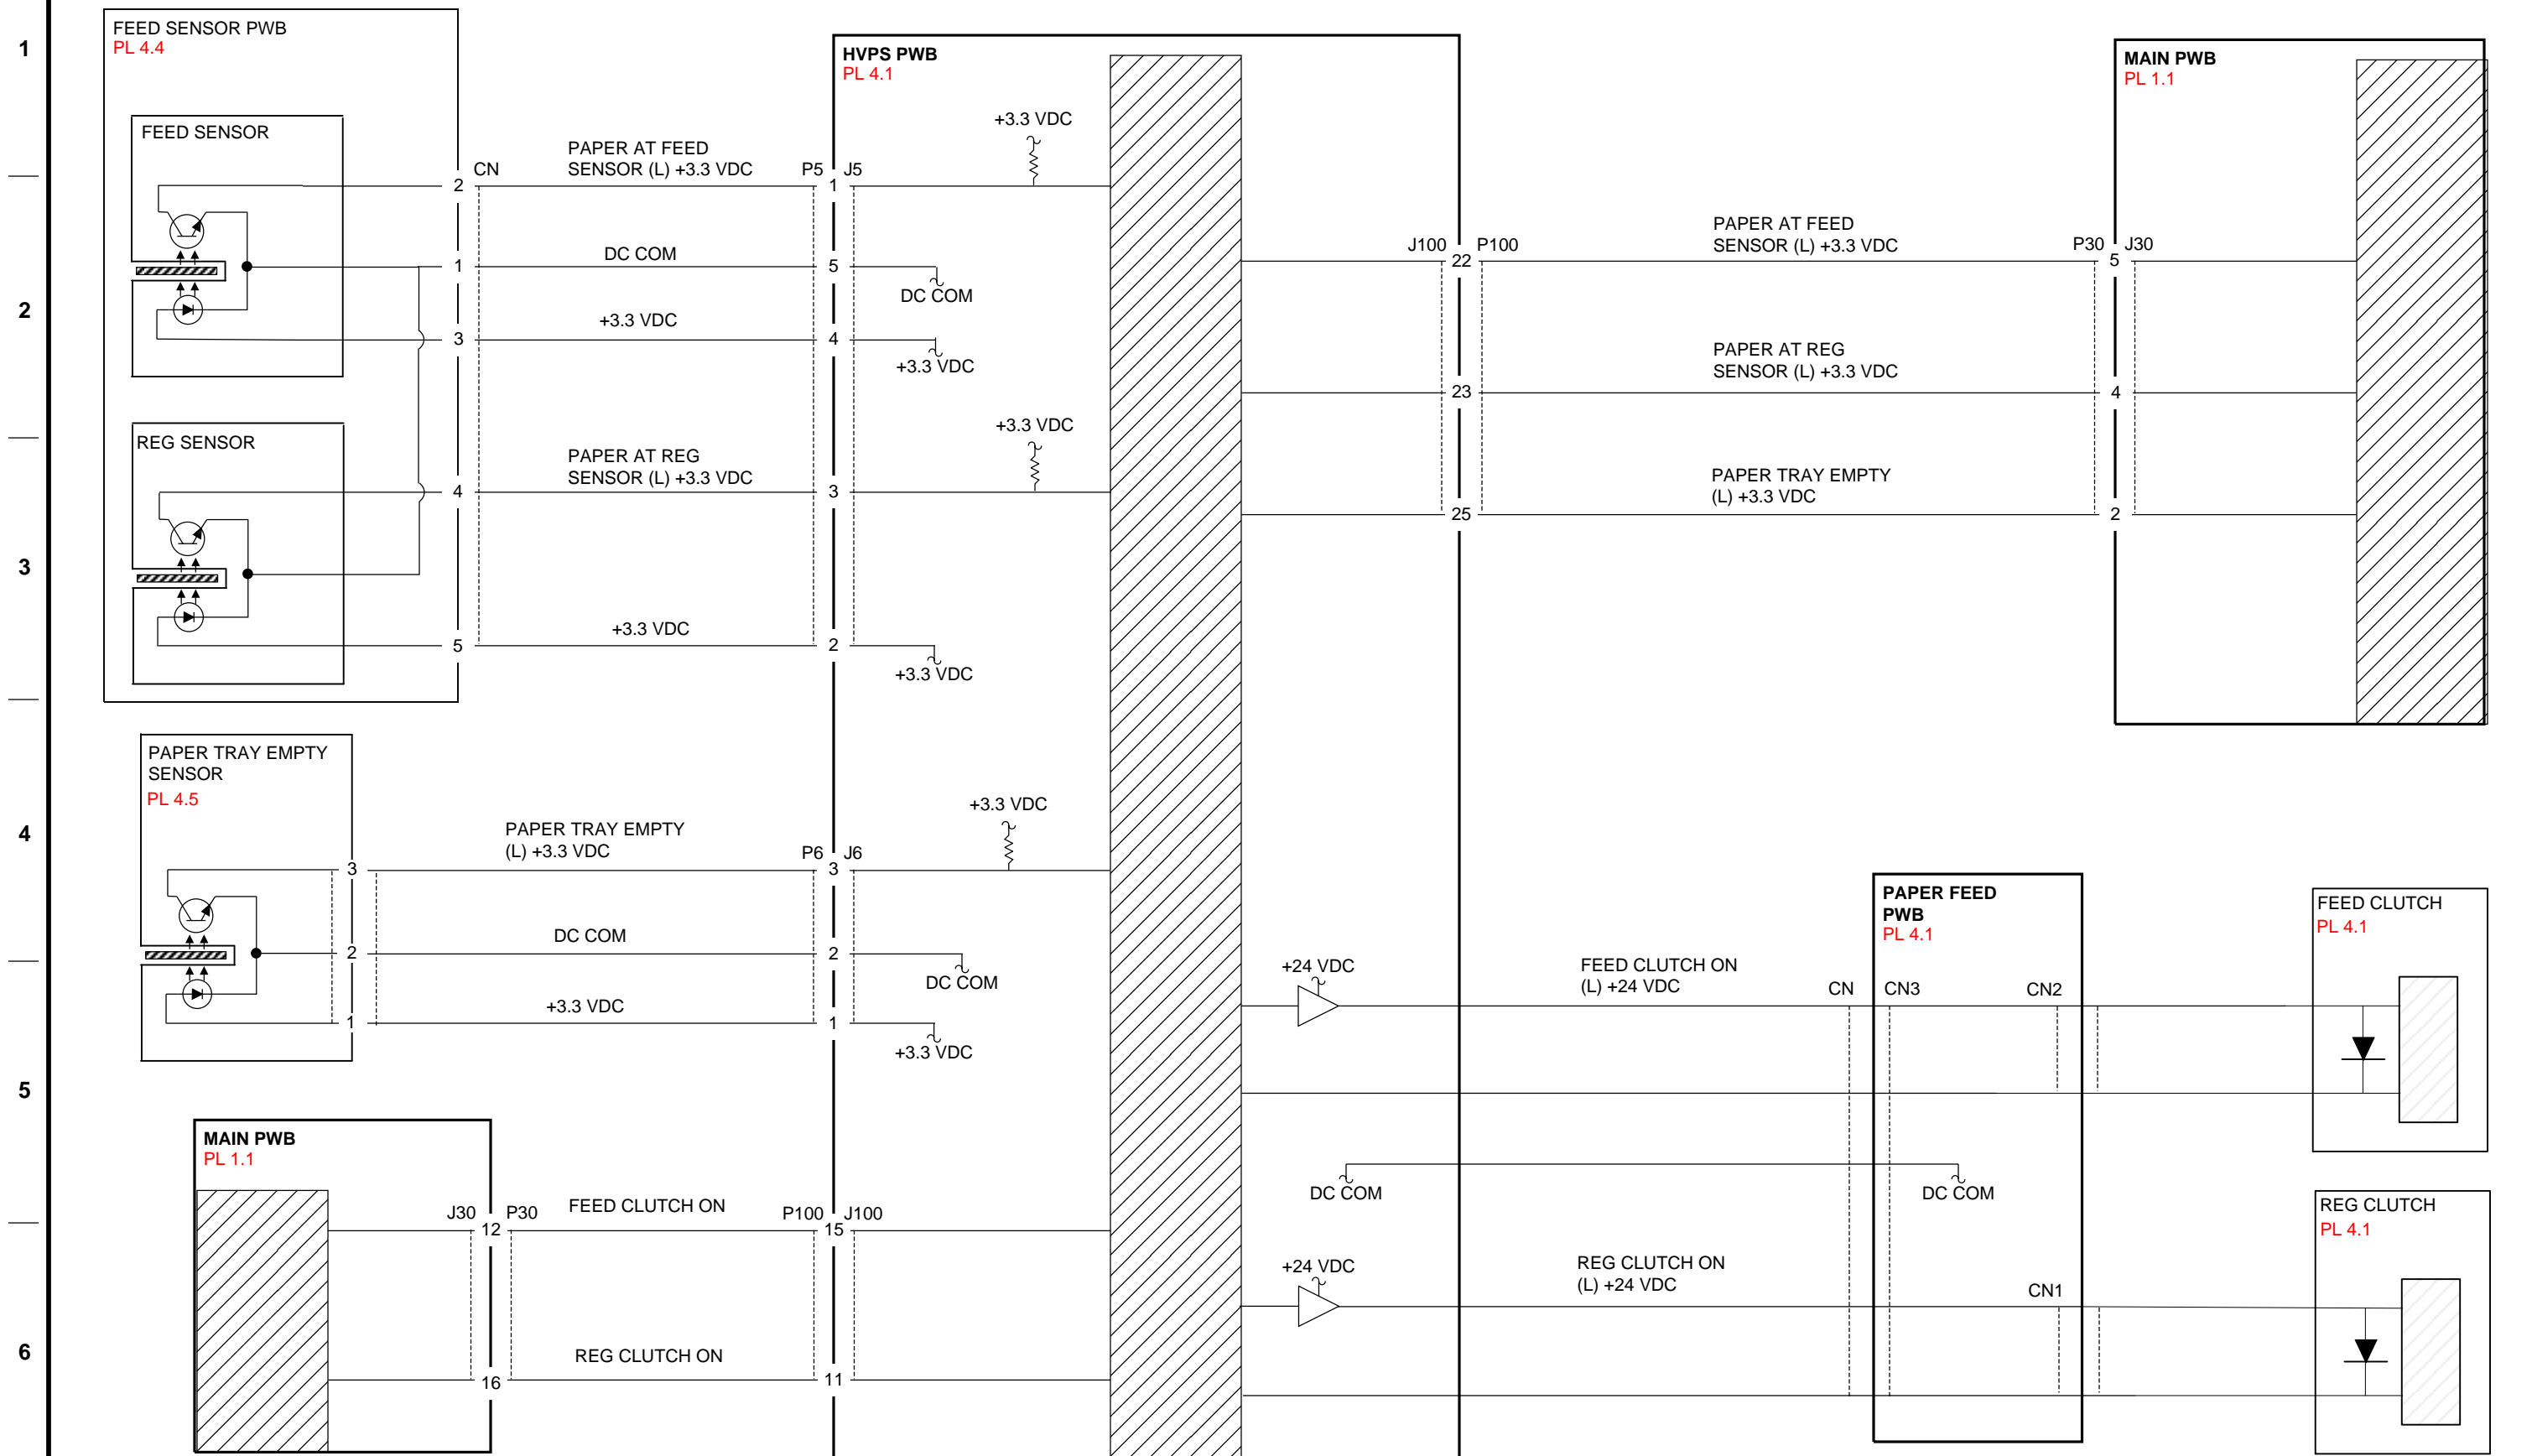 1
2
3
4
5
6
FEED SENSOR PWB
PL 4.4
FEED SENSOR
REG SENSOR
CN
2
1
3
4
5
PAPER AT FEED
SENSOR (L) +3.3 VDC
DC COM
+3.3 VDC
PAPER AT REG
SENSOR (L) +3.3 VDC
+3.3 VDC
HVPS PWB
PL 4.1
P5 J5
1
5
4
3
2
+3.3 VDC
DC COM
+3.3 VDC
+3.3 VDC
+3.3 VDC
J100 P100
22
23
25
PAPER AT FEED
SENSOR (L) +3.3 VDC
PAPER AT REG
SENSOR (L) +3.3 VDC
PAPER TRAY EMPTY
(L) +3.3 VDC
MAIN PWB
PL 1.1
P30 J30
5
4
2
PAPER TRAY EMPTY
SENSOR
PL 4.5
3
2
1
PAPER TRAY EMPTY
(L) +3.3 VDC
DC COM
+3.3 VDC
P6 J6
3
2
1
+3.3 VDC
DC COM
+3.3 VDC
MAIN PWB
PL 1.1
J30 P30
12
16
FEED CLUTCH ON
REG CLUTCH ON
P100 J100
15
11
+24 VDC
FEED CLUTCH ON
(L) +24 VDC
DC COM
+24 VDC
REG CLUTCH ON
(L) +24 VDC
PAPER FEED
PWB
PL 4.1
CN CN3
CN2
DC COM
CN1
FEED CLUTCH
PL 4.1
REG CLUTCH
PL 4.1